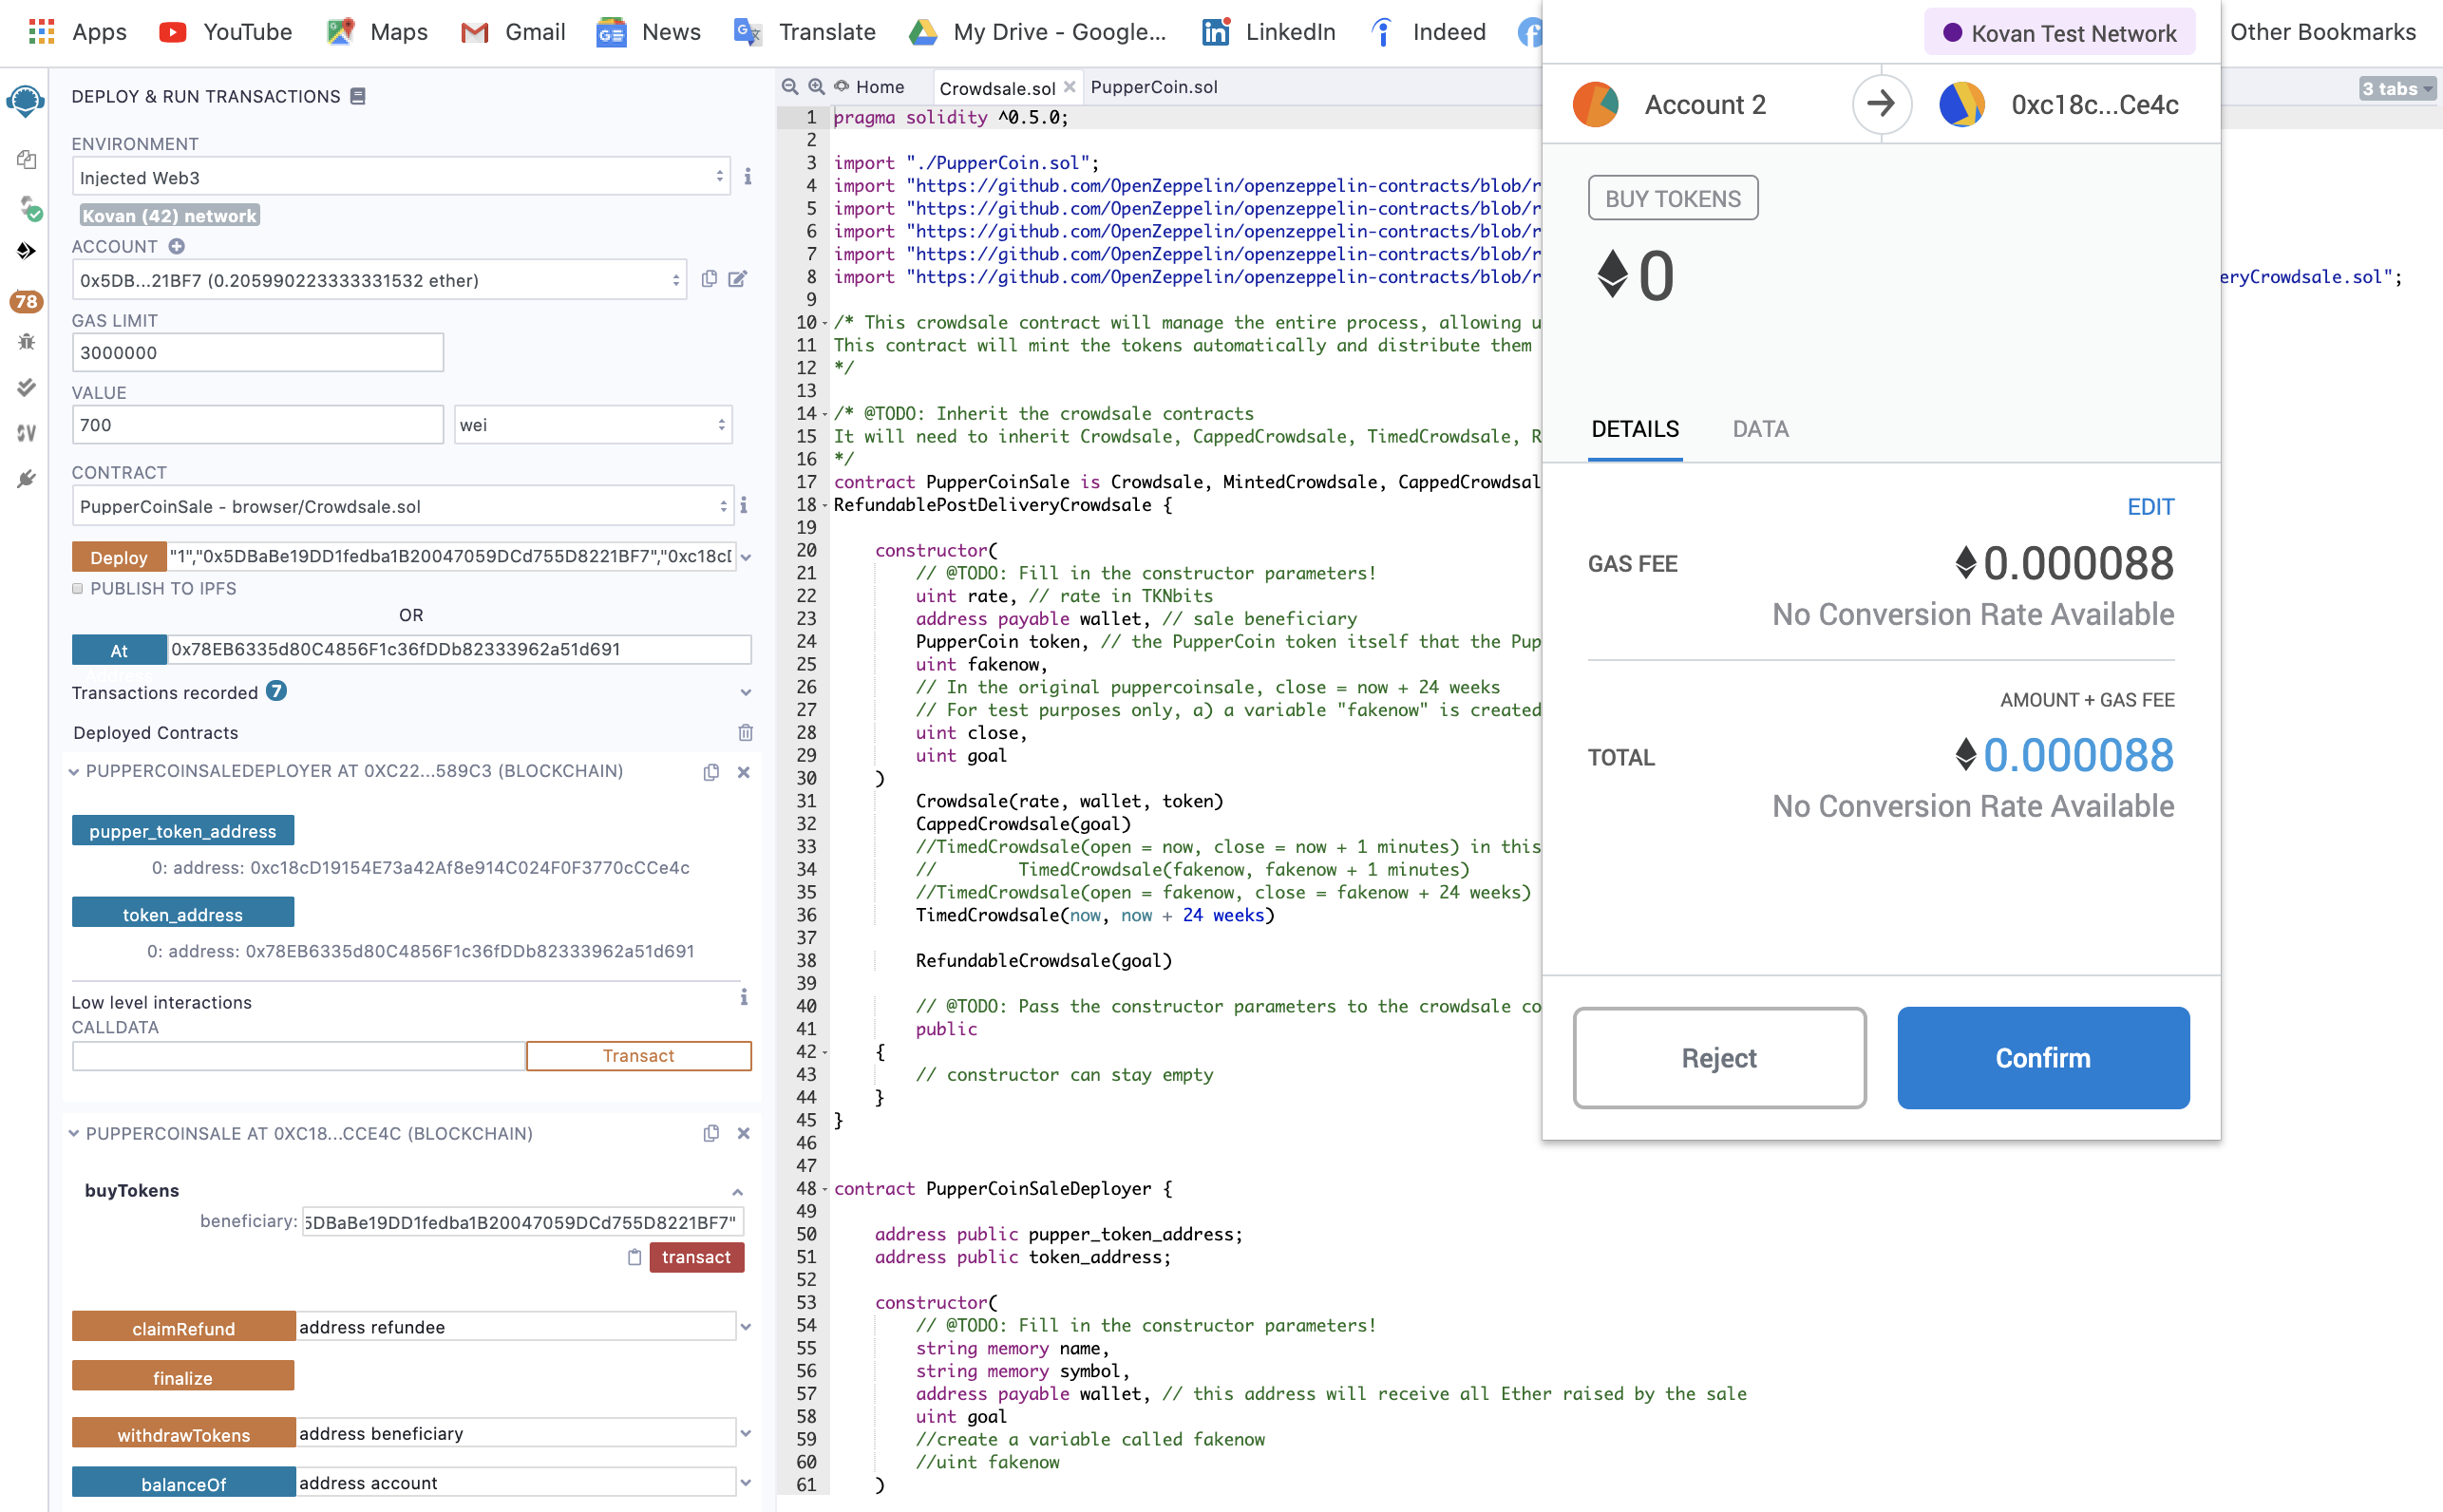 Apps YouTube Maps Gmail News Translate My Drive - Google... LinkedIn Indeed Other Bookmarks
DEPLOY & RUN TRANSACTIONS
ENVIRONMENT
Injected Web3
Kovan (42) network
ACCOUNT
0x5DB...21BF7 (0.205990223333331532 ether)
78
GAS LIMIT
3000000
VALUE
700 wei
CONTRACT
PupperCoinSale - browser/Crowdsale.sol
Deploy "1","0x5DBaBe19DD1fedba1B20047059DCd755D8221BF7","0xc18c
PUBLISH TO IPFS
OR
At 0x78EB6335d80C4856F1c36fDDb82333962a51d691
Transactions recorded 7
Deployed Contracts
PUPPERCOINSALEDEPLOYER AT 0XC22...589C3 (BLOCKCHAIN)
pupper_token_address
0: address: 0xc18cD19154E73a42Af8e914C024F0F3770cCCe4c
token_address
0: address: 0x78EB6335d80C4856F1c36fDDb82333962a51d691
Low level interactions
CALLDATA
Transact
PUPPERCOINSALE AT 0XC18...CCE4C (BLOCKCHAIN)
buyTokens
beneficiary: 5DBaBe19DD1fedba1B20047059DCd755D8221BF7"
transact
claimRefund address refundee
finalize
withdrawTokens address beneficiary
balanceOf address account
Home Crowdsale.sol PupperCoin.sol 3 tabs
1 pragma solidity ^0.5.0;
2
3 import "./PupperCoin.sol";
4 import "https://github.com/OpenZeppelin/openzeppelin-contracts/blob/r
5 import "https://github.com/OpenZeppelin/openzeppelin-contracts/blob/r
6 import "https://github.com/OpenZeppelin/openzeppelin-contracts/blob/r
7 import "https://github.com/OpenZeppelin/openzeppelin-contracts/blob/r
8 import "https://github.com/OpenZeppelin/openzeppelin-contracts/blob/r eryCrowdsale.sol";
9
10 /* This crowdsale contract will manage the entire process, allowing u
11 This contract will mint the tokens automatically and distribute them
12 */
13
14 /* @TODO: Inherit the crowdsale contracts
15 It will need to inherit Crowdsale, CappedCrowdsale, TimedCrowdsale, R
16 */
17 contract PupperCoinSale is Crowdsale, MintedCrowdsale, CappedCrowdsal
18 RefundablePostDeliveryCrowdsale {
19
20 constructor(
21 // @TODO: Fill in the constructor parameters!
22 uint rate, // rate in TKNbits
23 address payable wallet, // sale beneficiary
24 PupperCoin token, // the PupperCoin token itself that the Pup
25 uint fakenow,
26 // In the original puppercoinsale, close = now + 24 weeks
27 // For test purposes only, a) a variable "fakenow" is created
28 uint close,
29 uint goal
30 )
31 Crowdsale(rate, wallet, token)
32 CappedCrowdsale(goal)
33 //TimedCrowdsale(open = now, close = now + 1 minutes) in this
34 // TimedCrowdsale(fakenow, fakenow + 1 minutes)
35 //TimedCrowdsale(open = fakenow, close = fakenow + 24 weeks)
36 TimedCrowdsale(now, now + 24 weeks)
37
38 RefundableCrowdsale(goal)
39
40 // @TODO: Pass the constructor parameters to the crowdsale co
41 public
42 {
43 // constructor can stay empty
44 }
45 }
46
47
48 contract PupperCoinSaleDeployer {
49
50 address public pupper_token_address;
51 address public token_address;
52
53 constructor(
54 // @TODO: Fill in the constructor parameters!
55 string memory name,
56 string memory symbol,
57 address payable wallet, // this address will receive all Ether raised by the sale
58 uint goal
59 //create a variable called fakenow
60 //uint fakenow
61 )
Kovan Test Network
Account 2 0xc18c...Ce4c
BUY TOKENS
0
DETAILS DATA
EDIT
GAS FEE 0.000088
No Conversion Rate Available
AMOUNT + GAS FEE
TOTAL 0.000088
No Conversion Rate Available
Reject Confirm